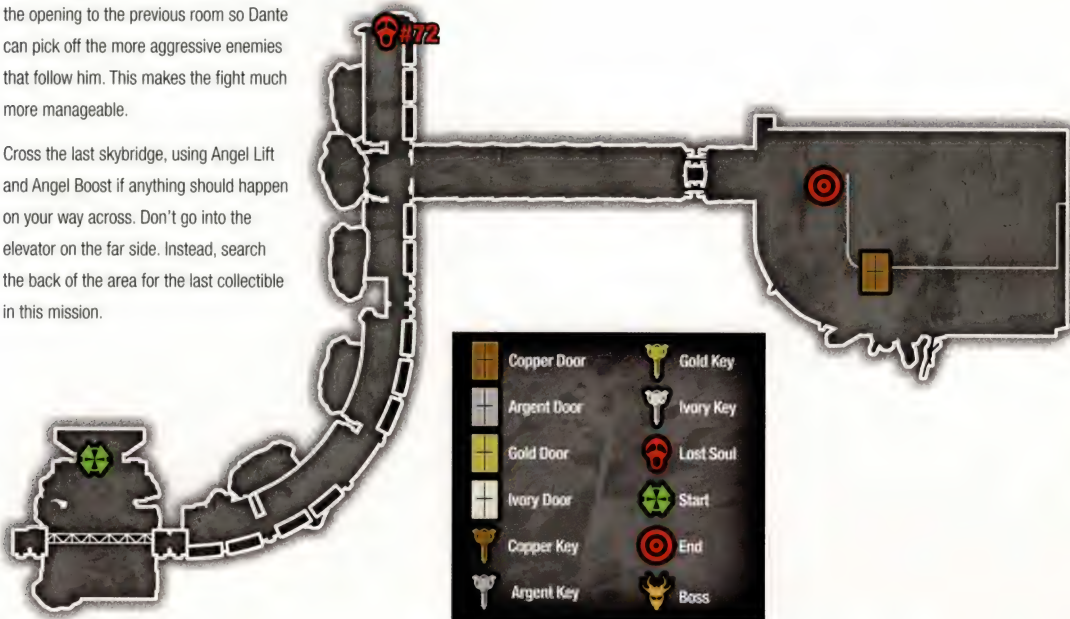 the opening to the previous room so Dante
can pick off the more aggressive enemies
that follow him. This makes the fight much
more manageable.
Cross the last skybridge, using Angel Lift
and Angel Boost if anything should happen
on your way across. Don't go into the
elevator on the far side. Instead, search
the back of the area for the last collectible
in this mission.
#72
Copper Door
Argent Door
Gold Door
Ivory Door
Copper Key
Argent Key
Gold Key
Ivory Key
Lost Soul
Start
End
Boss